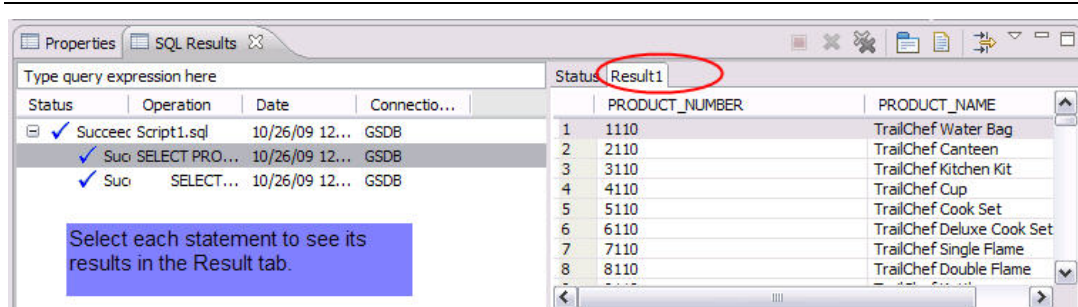 Properties SQL Results
Type query expression here
Status Operation Date Connectio...
Succeed Script1.sql 10/26/09 12... GSDB
Suc SELECT PRO... 10/26/09 12... GSDB
Suc SELECT... 10/26/09 12... GSDB
Select each statement to see its
results in the Result tab.
Status Result1
PRODUCT_NUMBER PRODUCT_NAME
1 1110 TrailChef Water Bag
2 2110 TrailChef Canteen
3 3110 TrailChef Kitchen Kit
4 4110 TrailChef Cup
5 5110 TrailChef Cook Set
6 6110 TrailChef Deluxe Cook Set
7 7110 TrailChef Single Flame
8 8110 TrailChef Double Flame